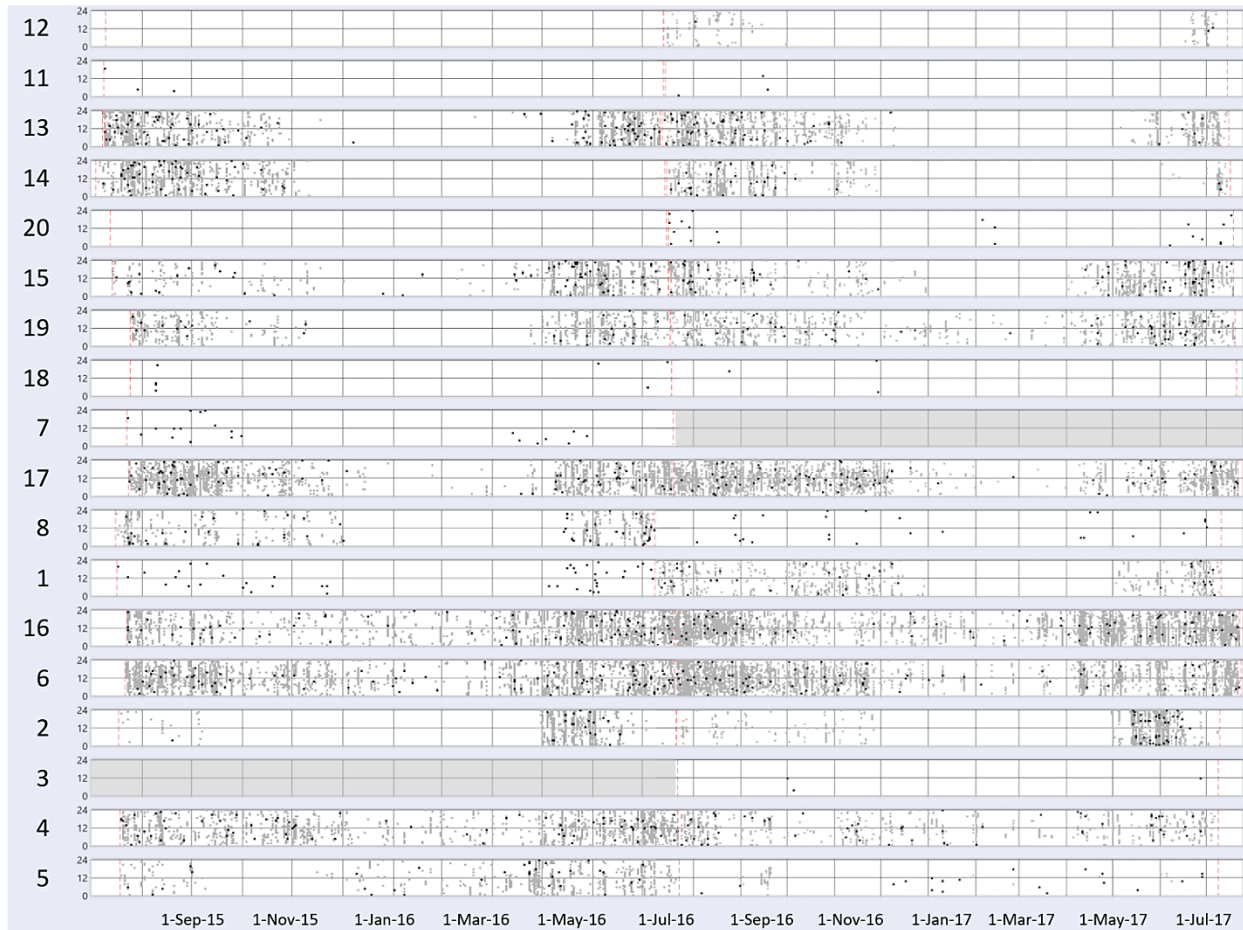 12 24 12 0
11 24 12 0
13 24 12 0
14 24 12 0
20 24 12 0
15 24 12 0
19 24 12 0
18 24 12 0
7 24 12 0
17 24 12 0
8 24 12 0
1 24 12 0
16 24 12 0
6 24 12 0
2 24 12 0
3 24 12 0
4 24 12 0
5 24 12 0
1-Sep-15 1-Nov-15 1-Jan-16 1-Mar-16 1-May-16 1-Jul-16 1-Sep-16 1-Nov-16 1-Jan-17 1-Mar-17 1-May-17 1-Jul-17